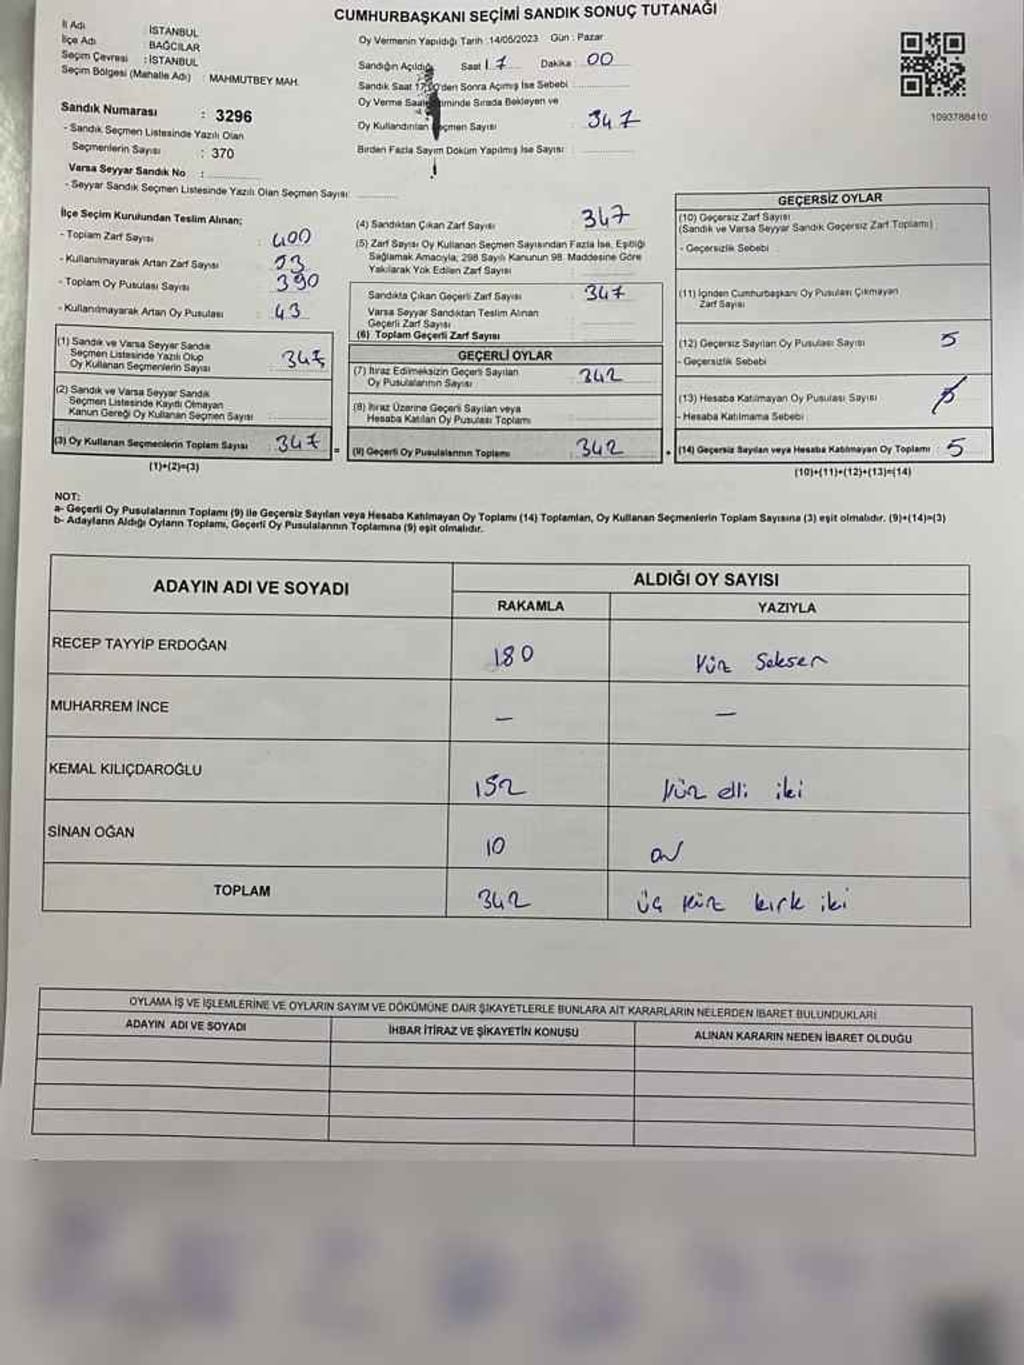 CUMHURBAŞKANI SEÇİMİ SANDIK SONUÇ TUTANAĞI
İl Adı : İSTANBUL
İlçe Adı : BAĞCILAR
Seçim Çevresi : İSTANBUL
Seçim Bölgesi (Mahalle Adı) : MAHMUTBEY MAH.
Sandık Numarası : 3296
- Sandık Seçmen Listesinde Yazılı Olan
Seçmenlerin Sayısı : 370
Varsa Seyyar Sandık No :
- Seyyar Sandık Seçmen Listesinde Yazılı Olan Seçmen Sayısı:
Oy Vermenin Yapıldığı Tarih :14/05/2023 Gün : Pazar
Sandığın Açıldığı Saat 17 Dakika : 00
Sandık Saat 17:00'den Sonra Açımış İse Sebebi
Oy Verme Saati Bitiminde Sırada Bekleyen ve
Oy Kullandırılan Seçmen Sayısı : 347
Birden Fazla Sayım Döküm Yapılmış İse Sayısı:
1093788410
İlçe Seçim Kurulundan Teslim Alınan;
- Toplam Zarf Sayısı : 400
- Kullanılmayarak Artan Zarf Sayısı : 53
- Toplam Oy Pusulası Sayısı : 390
- Kullanılmayarak Artan Oy Pusulası : 43
(1) Sandık ve Varsa Seyyar Sandık
Seçmen Listesinde Yazılı Olup
Oy Kullanan Seçmenlerin Sayısı 347
(2) Sandık ve Varsa Seyyar Sandık
Seçmen Listesinde Kayıtlı Olmayan
Kanun Gereği Oy Kullanan Seçmen Sayısı
(3) Oy Kullanan Seçmenlerin Toplam Sayısı 347 =
(1)+(2)=(3)
(4) Sandıktan Çıkan Zarf Sayısı : 347
(5) Zarf Sayısı Oy Kullanan Seçmen Sayısından Fazla İse, Eşitliği
Sağlamak Amacıyla; 298 Sayılı Kanunun 98. Maddesine Göre
Yakılarak Yok Edilen Zarf Sayısı
Sandıkta Çıkan Geçerli Zarf Sayısı : 347
Varsa Seyyar Sandıktan Teslim Alınan
Geçerli Zarf Sayısı
(6) Toplam Geçerli Zarf Sayısı
GEÇERLİ OYLAR
(7) İtiraz Edilmeksizin Geçerli Sayılan
Oy Pusulalarının Sayısı 342
(8) İtiraz Üzerine Geçerli Sayılan veya
Hesaba Katılan Oy Pusulası Toplamı
(9) Geçerli Oy Pusulalarının Toplamı 342 +
GEÇERSİZ OYLAR
(10) Geçersiz Zarf Sayısı
(Sandık ve Varsa Seyyar Sandık Geçersiz Zarf Toplamı)
- Geçersizlik Sebebi
(11) İçinden Cumhurbaşkanı Oy Pusulası Çıkmayan
Zarf Sayısı
(12) Geçersiz Sayılan Oy Pusulası Sayısı 5
- Geçersizlik Sebebi
(13) Hesaba Katılmayan Oy Pusulası Sayısı
- Hesaba Katılmama Sebebi
(14) Geçersiz Sayılan veya Hesaba Katılmayan Oy Toplamı 5
(10)+(11)+(12)+(13)=(14)
NOT:
a- Geçerli Oy Pusulalarının Toplamı (9) ile Geçersiz Sayılan veya Hesaba Katılmayan Oy Toplamı (14) Toplamları, Oy Kullanan Seçmenlerin Toplam Sayısına (3) eşit olmalıdır. (9)+(14)=(3)
b- Adayların Aldığı Oyların Toplamı, Geçerli Oy Pusulalarının Toplamına (9) eşit olmalıdır.
ADAYIN ADI VE SOYADI
ALDIĞI OY SAYISI
RAKAMLA YAZIYLA
RECEP TAYYİP ERDOĞAN 180 Yüz Seksen
MUHARREM İNCE — —
KEMAL KILIÇDAROĞLU 152 Yüz elli iki
SİNAN OĞAN 10 on
TOPLAM 342 üç yüz kırk iki
OYLAMA İŞ VE İŞLEMLERİNE VE OYLARIN SAYIM VE DÖKÜMÜNE DAİR ŞİKAYETLERLE BUNLARA AİT KARARLARIN NELERDEN İBARET BULUNDUKLARI
ADAYIN ADI VE SOYADI İHBAR İTİRAZ VE ŞİKAYETİN KONUSU ALINAN KARARIN NEDEN İBARET OLDUĞU